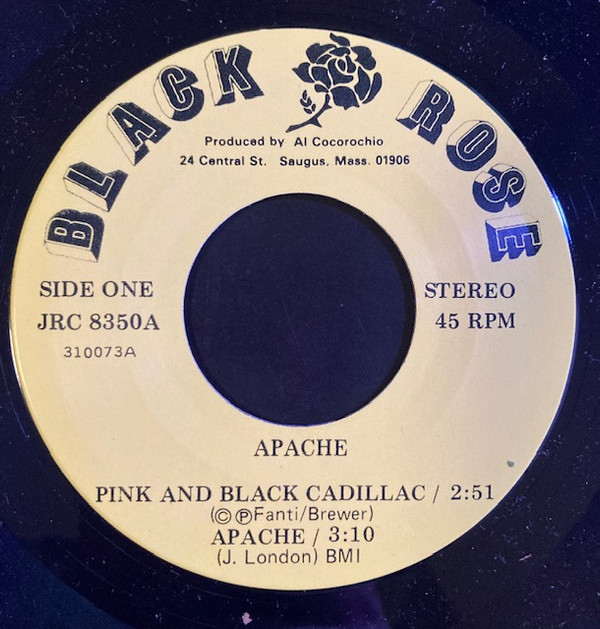 BLACK ROSE
Produced by Al Cocorochio
24 Central St. Saugus, Mass. 01906
SIDE ONE
JRC 8350A
310073A
STEREO
45 RPM
APACHE
PINK AND BLACK CADILLAC / 2:51
(© ℗Fanti/Brewer)
APACHE / 3:10
(J. London) BMI